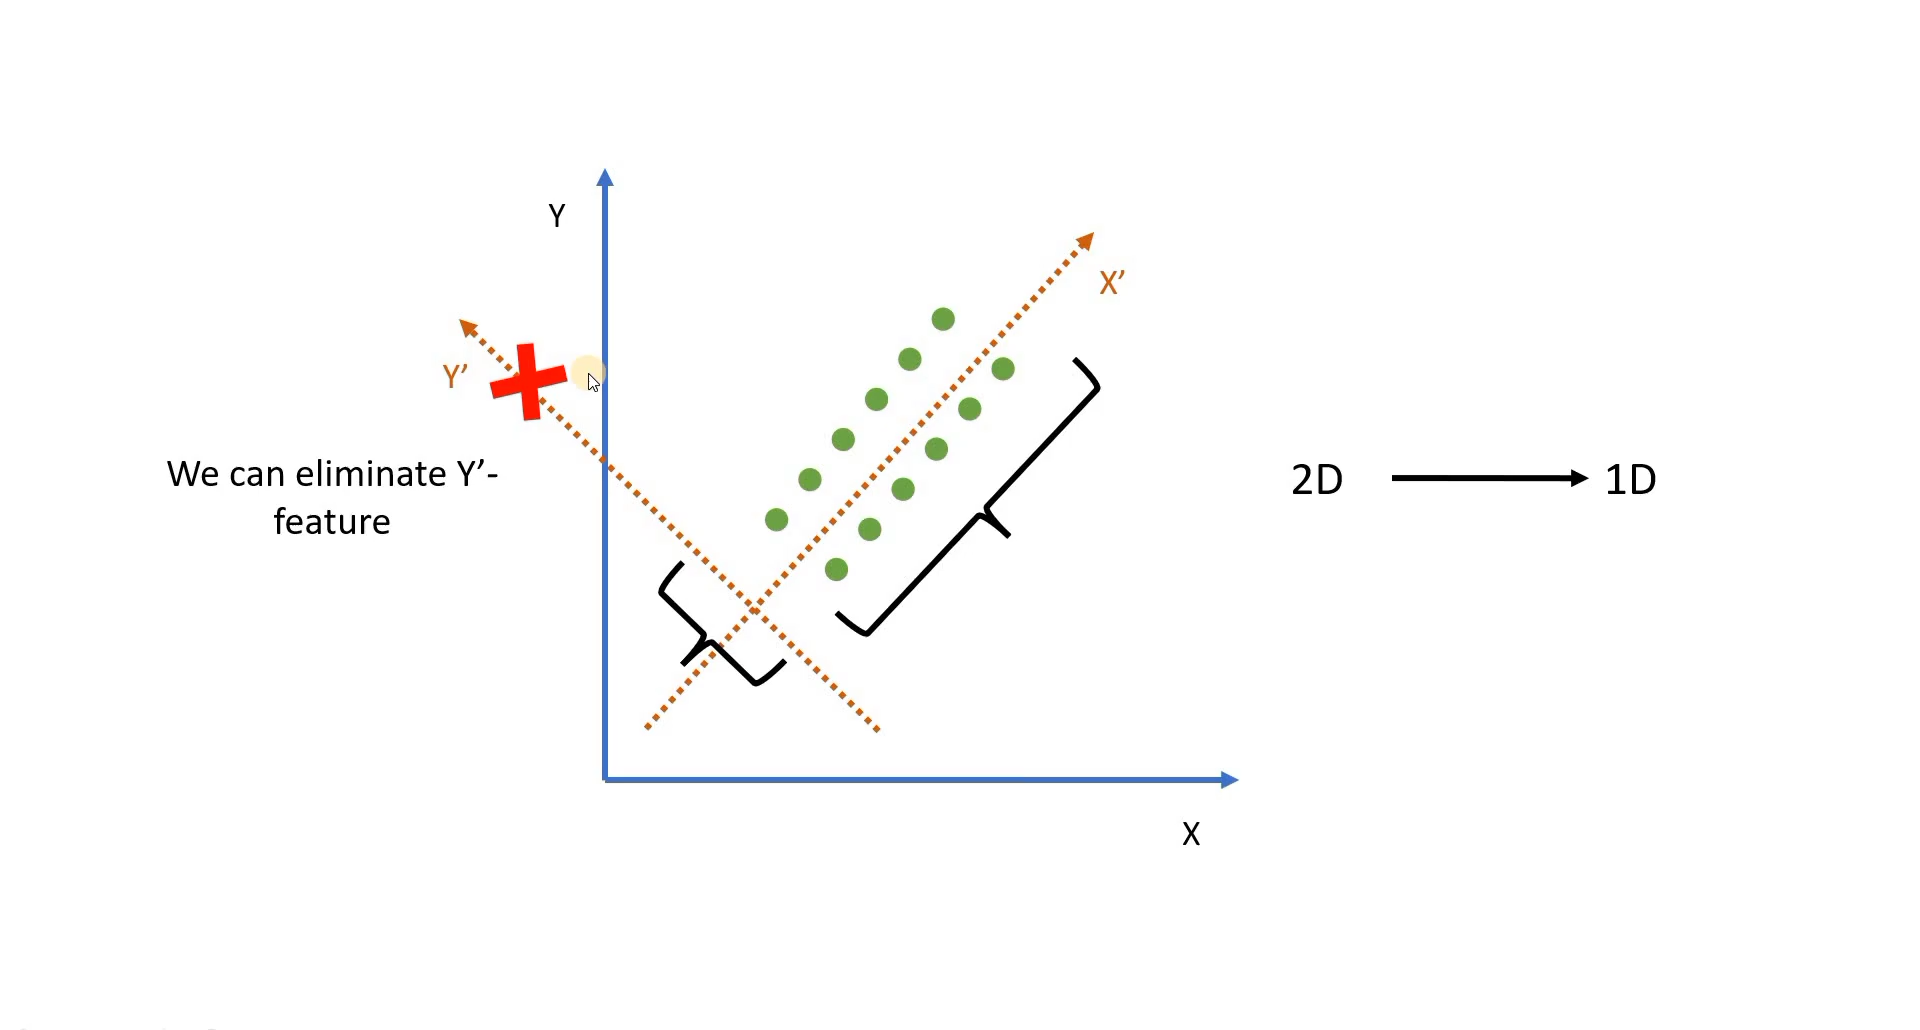 Y
X’
Y’
We can eliminate Y’-
feature
2D
1D
X